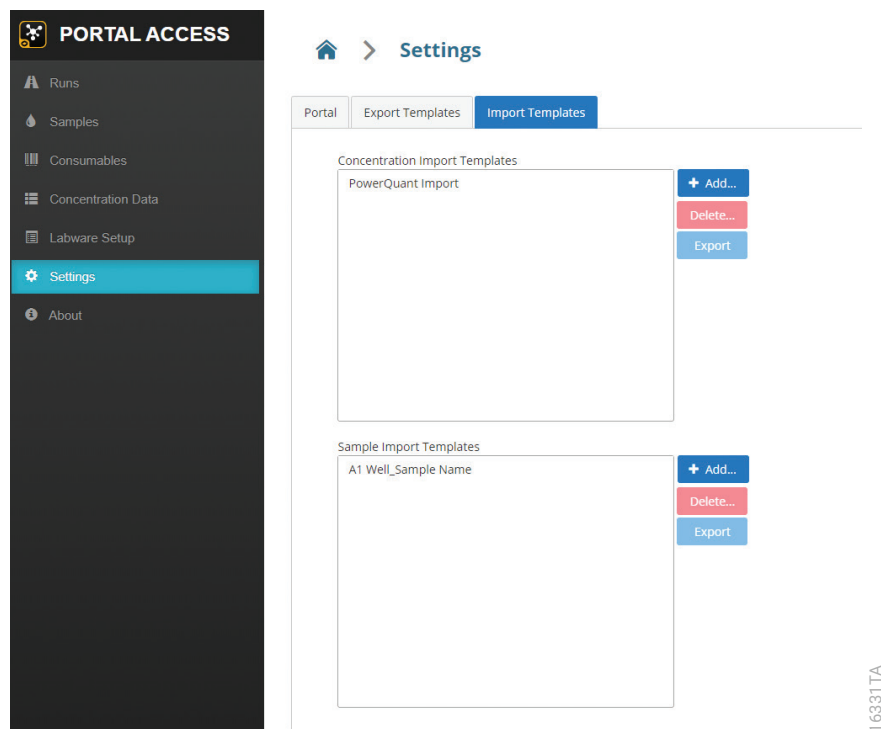 PORTAL ACCESS
Runs
Samples
Consumables
Concentration Data
Labware Setup
Settings
About
Settings
Portal
Export Templates
Import Templates
Concentration Import Templates
PowerQuant Import
+ Add...
Delete...
Export
Sample Import Templates
A1 Well_Sample Name
+ Add...
Delete...
Export
16331TA